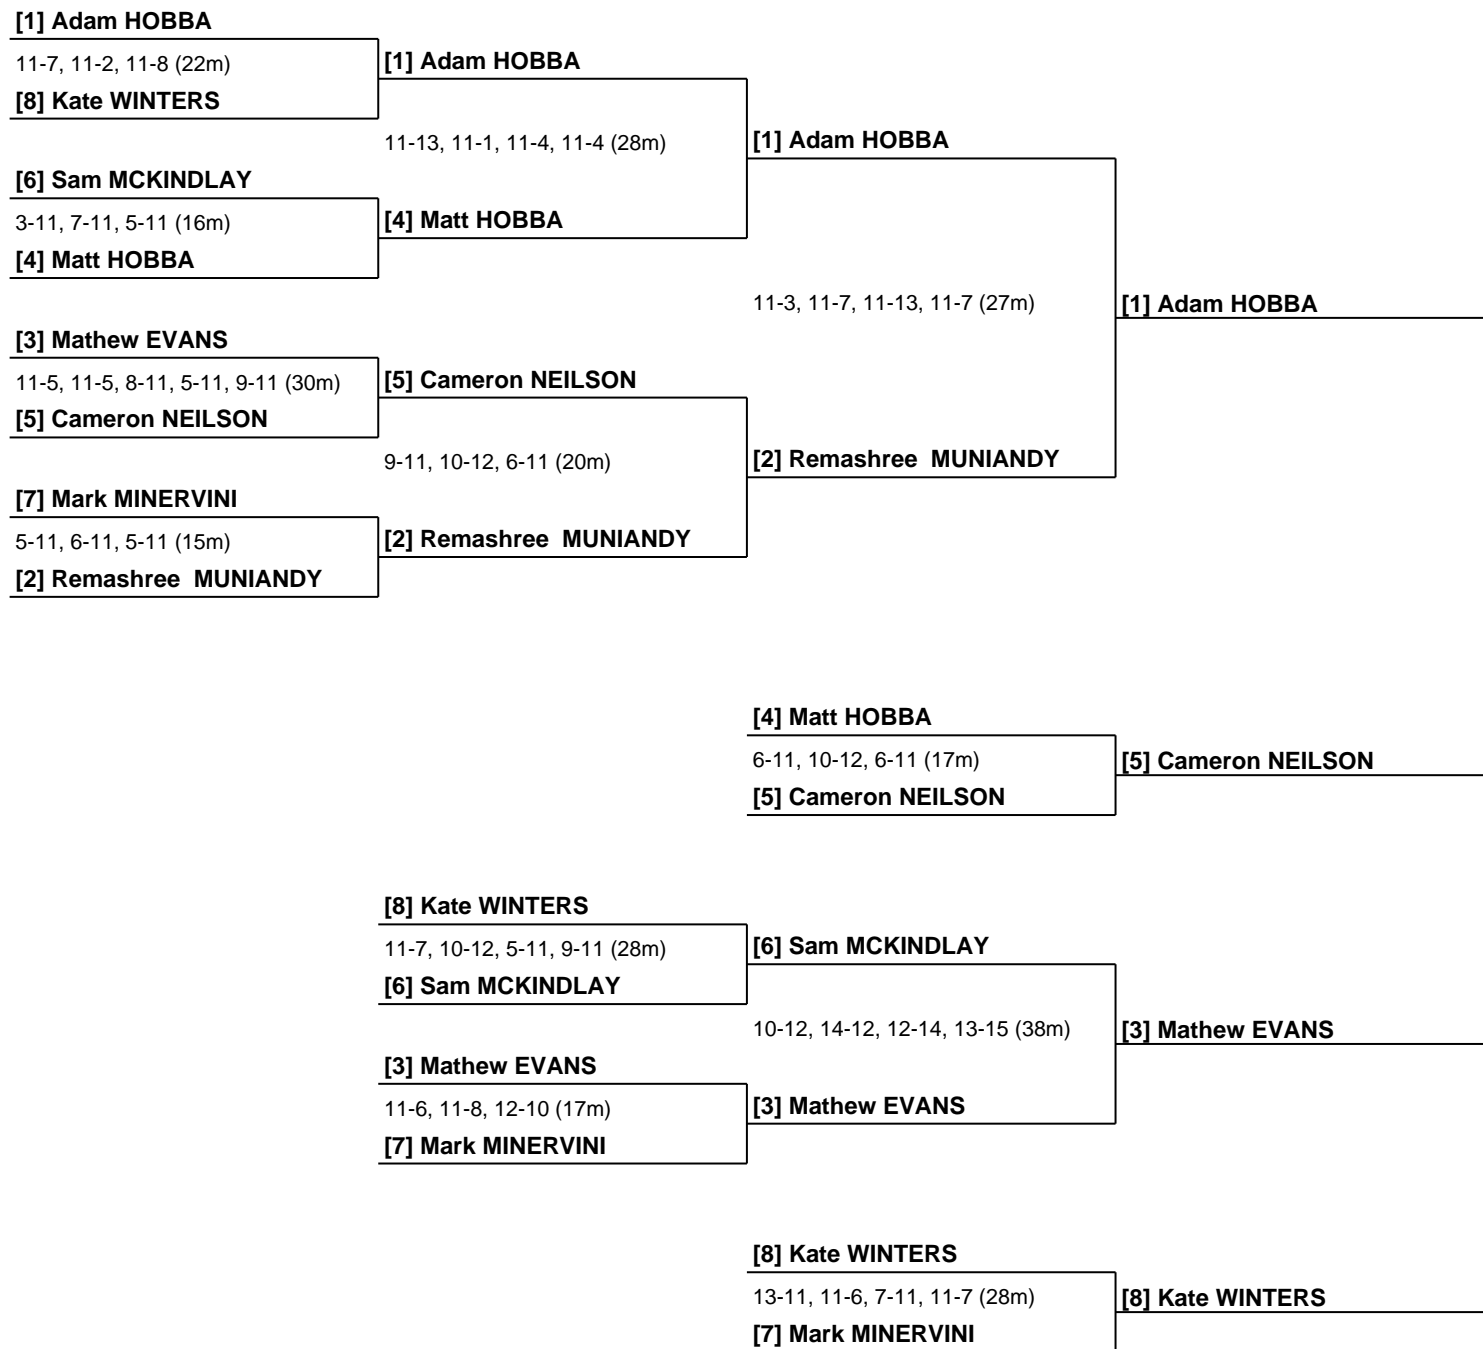 [1] Adam HOBBA
11-7, 11-2, 11-8 (22m)
[1] Adam HOBBA
[8] Kate WINTERS
11-13, 11-1, 11-4, 11-4 (28m)
[1] Adam HOBBA
[6] Sam MCKINDLAY
3-11, 7-11, 5-11 (16m)
[4] Matt HOBBA
[4] Matt HOBBA
11-3, 11-7, 11-13, 11-7 (27m)
[1] Adam HOBBA
[3] Mathew EVANS
11-5, 11-5, 8-11, 5-11, 9-11 (30m)
[5] Cameron NEILSON
[5] Cameron NEILSON
9-11, 10-12, 6-11 (20m)
[2] Remashree  MUNIANDY
[7] Mark MINERVINI
5-11, 6-11, 5-11 (15m)
[2] Remashree  MUNIANDY
[2] Remashree  MUNIANDY
[4] Matt HOBBA
6-11, 10-12, 6-11 (17m)
[5] Cameron NEILSON
[5] Cameron NEILSON
[8] Kate WINTERS
11-7, 10-12, 5-11, 9-11 (28m)
[6] Sam MCKINDLAY
[6] Sam MCKINDLAY
10-12, 14-12, 12-14, 13-15 (38m)
[3] Mathew EVANS
[3] Mathew EVANS
11-6, 11-8, 12-10 (17m)
[3] Mathew EVANS
[7] Mark MINERVINI
[8] Kate WINTERS
13-11, 11-6, 7-11, 11-7 (28m)
[8] Kate WINTERS
[7] Mark MINERVINI